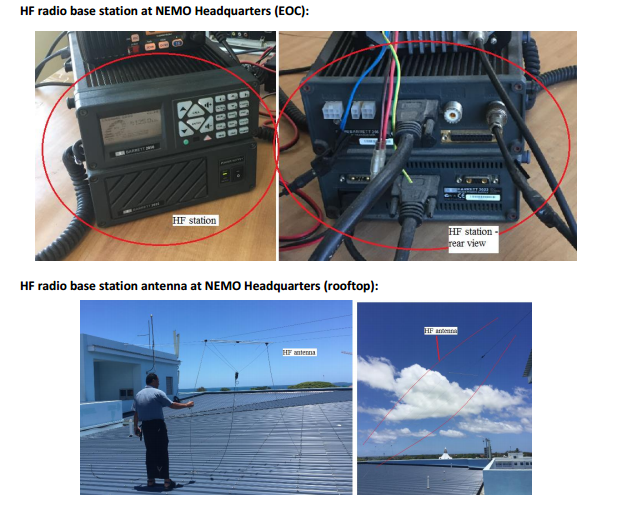 HF radio base station at NEMO Headquarters (EOC):
BARRETT
HF station
HF station -
rear view
HF radio base station antenna at NEMO Headquarters (rooftop):
HF antenna
HF antenna